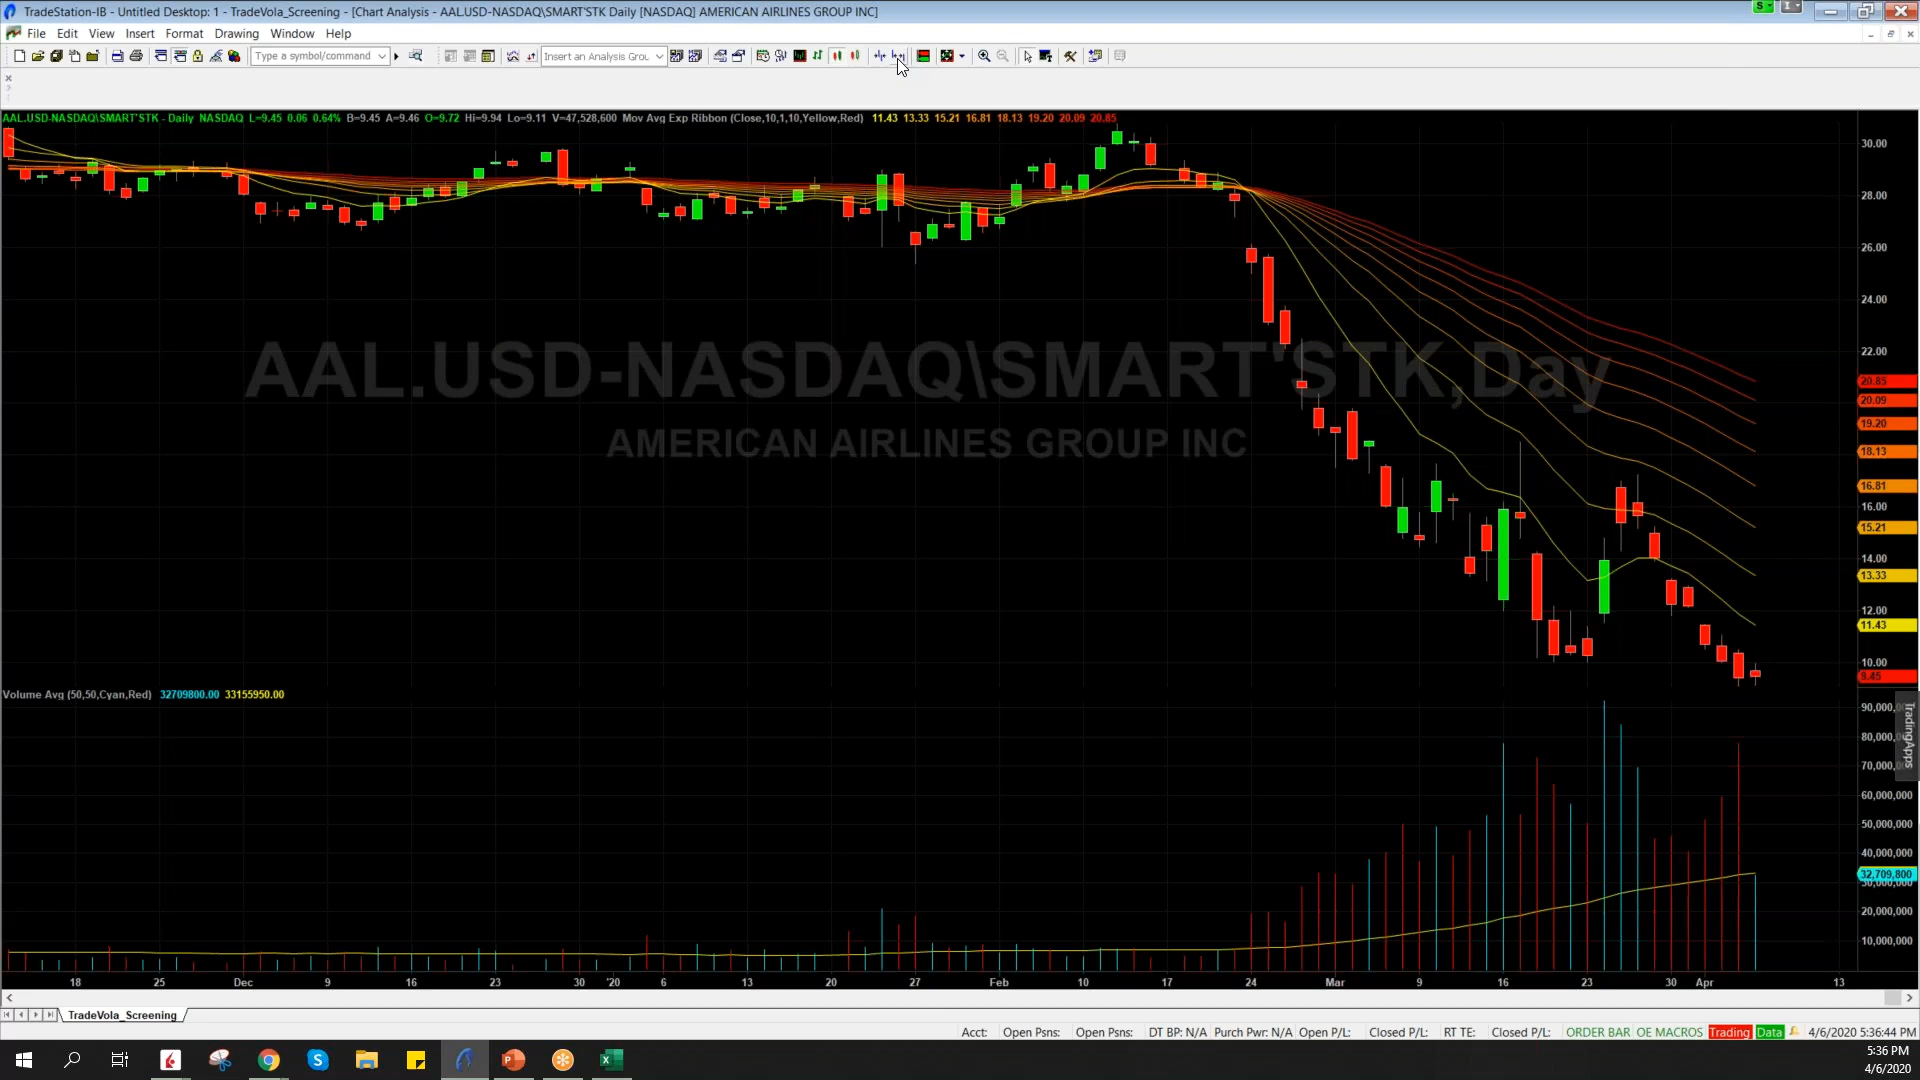 TradeStation-IB - Untitled Desktop: 1 - TradeVola_Screening - [Chart Analysis - AAL.USD-NASDAQ\SMART'STK Daily [NASDAQ] AMERICAN AIRLINES GROUP INC]
File Edit View Insert Format Drawing Window Help
Type a symbol/command
Insert an Analysis Grou
AAL.USD-NASDAQ\SMART'STK - Daily NASDAQ L=9.45 0.06 0.64% B=9.45 A=9.46 O=9.72 Hi=9.94 Lo=9.11 V=47,528,600 Mov Avg Exp Ribbon (Close,10,1,10,Yellow,Red) 11.43 13.33 15.21 16.81 18.13 19.20 20.09 20.85
30.00
28.00
26.00
24.00
22.00
AAL.USD-NASDAQ\SMART'STK,Day
AMERICAN AIRLINES GROUP INC
20.85
20.09
19.20
18.13
16.81
16.00
15.21
14.00
13.33
12.00
11.43
10.00
9.45
Volume Avg (50,50,Cyan,Red) 32709800.00 33155950.00
TradingApps
80,000,
70,000,
60,000,000
50,000,000
40,000,000
32,709,800
30,000,000
20,000,000
10,000,000
18 25 Dec 9 16 23 30 '20 6 13 20 27 Feb 10 17 24 Mar 9 16 23 30 Apr 13
TradeVola_Screening
Acct: Open Psns: Open Psns: DT BP: N/A Purch Pwr: N/A Open P/L: Closed P/L: RT TE: Closed P/L: ORDER BAR OE MACROS Trading Data 4/6/2020 5:36:44 PM
5:36 PM
4/6/2020